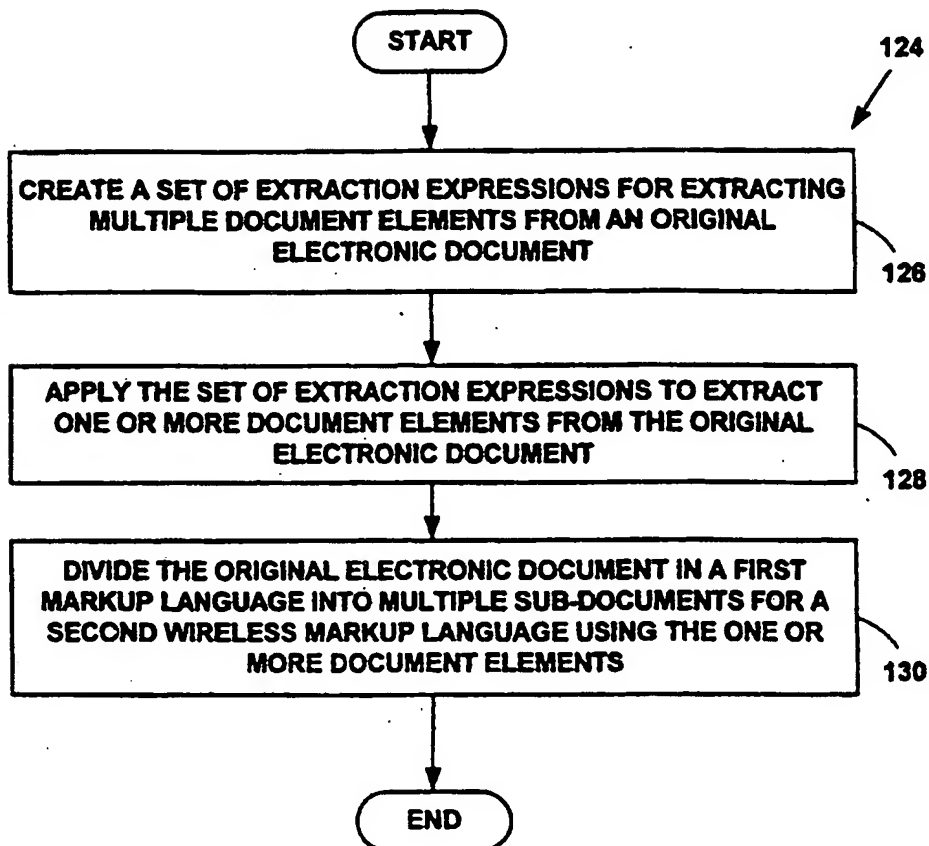 START
124
CREATE A SET OF EXTRACTION EXPRESSIONS FOR EXTRACTING
MULTIPLE DOCUMENT ELEMENTS FROM AN ORIGINAL
ELECTRONIC DOCUMENT
126
APPLY THE SET OF EXTRACTION EXPRESSIONS TO EXTRACT
ONE OR MORE DOCUMENT ELEMENTS FROM THE ORIGINAL
ELECTRONIC DOCUMENT
128
DIVIDE THE ORIGINAL ELECTRONIC DOCUMENT IN A FIRST
MARKUP LANGUAGE INTO MULTIPLE SUB-DOCUMENTS FOR A
SECOND WIRELESS MARKUP LANGUAGE USING THE ONE OR
MORE DOCUMENT ELEMENTS
130
END